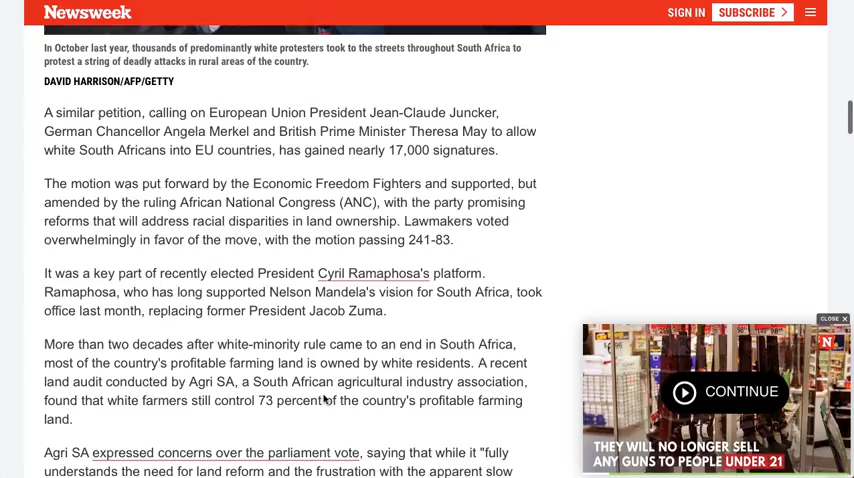 Newsweek
SIGN IN
SUBSCRIBE
In October last year, thousands of predominantly white protesters took to the streets throughout South Africa to
protest a string of deadly attacks in rural areas of the country.
DAVID HARRISON/AFP/GETTY
A similar petition, calling on European Union President Jean-Claude Juncker,
German Chancellor Angela Merkel and British Prime Minister Theresa May to allow
white South Africans into EU countries, has gained nearly 17,000 signatures.
The motion was put forward by the Economic Freedom Fighters and supported, but
amended by the ruling African National Congress (ANC), with the party promising
reforms that will address racial disparities in land ownership. Lawmakers voted
overwhelmingly in favor of the move, with the motion passing 241-83.
It was a key part of recently elected President Cyril Ramaphosa's platform.
Ramaphosa, who has long supported Nelson Mandela's vision for South Africa, took
office last month, replacing former President Jacob Zuma.
More than two decades after white-minority rule came to an end in South Africa,
most of the country's profitable farming land is owned by white residents. A recent
land audit conducted by Agri SA, a South African agricultural industry association,
found that white farmers still control 73 percent of the country's profitable farming
land.
Agri SA expressed concerns over the parliament vote, saying that while it "fully
understands the need for land reform and the frustration with the apparent slow
CLOSE X
N
CONTINUE
THEY WILL NO LONGER SELL
ANY GUNS TO PEOPLE UNDER 21